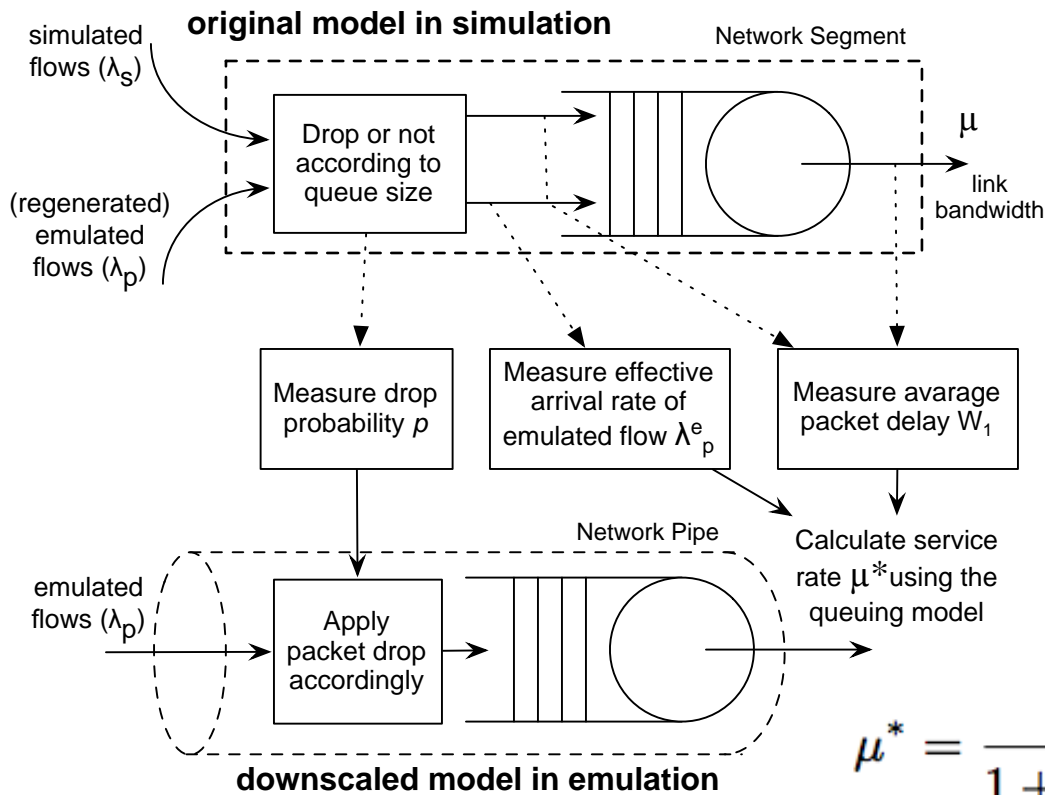 original model in simulation
simulated
flows (λs)
Network Segment
Drop or not
according to
queue size
μ
link
bandwidth
(regenerated)
emulated
flows (λp)
Measure drop
probability p
Measure effective
arrival rate of
emulated flow λᵉp
Measure avarage
packet delay W₁
Network Pipe
Calculate service
rate μ* using the
queuing model
emulated
flows (λp)
Apply
packet drop
accordingly
μ* =
1 +
downscaled model in emulation